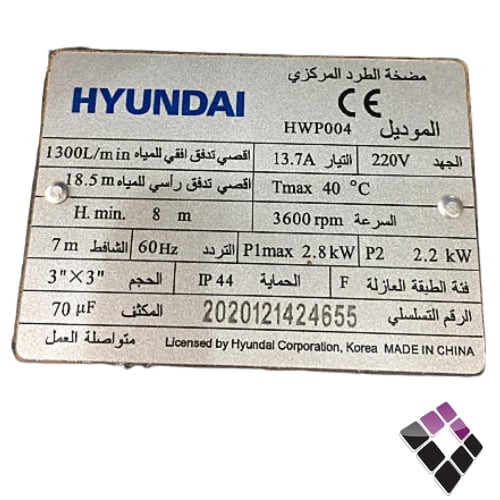 مضخة الطرد المركزي
HYUNDAI CE
الموديل HWP004
الجهد 220V التيار 13.7A اقصي تدفق افقي للمياه 1300L/min
Tmax 40 °C اقصي تدفق رأسي للمياه 18.5m
السرعة 3600 rpm H. min. 8 m
P2 2.2 kW P1max 2.8 kW التردد 60Hz الشافط 7 m
فئة الطبقة العازلة F الحماية IP 44 الحجم 3"×3"
الرقم التسلسلي 2020121424655 المكثف 70 µF
متواصلة العمل Licensed by Hyundai Corporation, Korea MADE IN CHINA